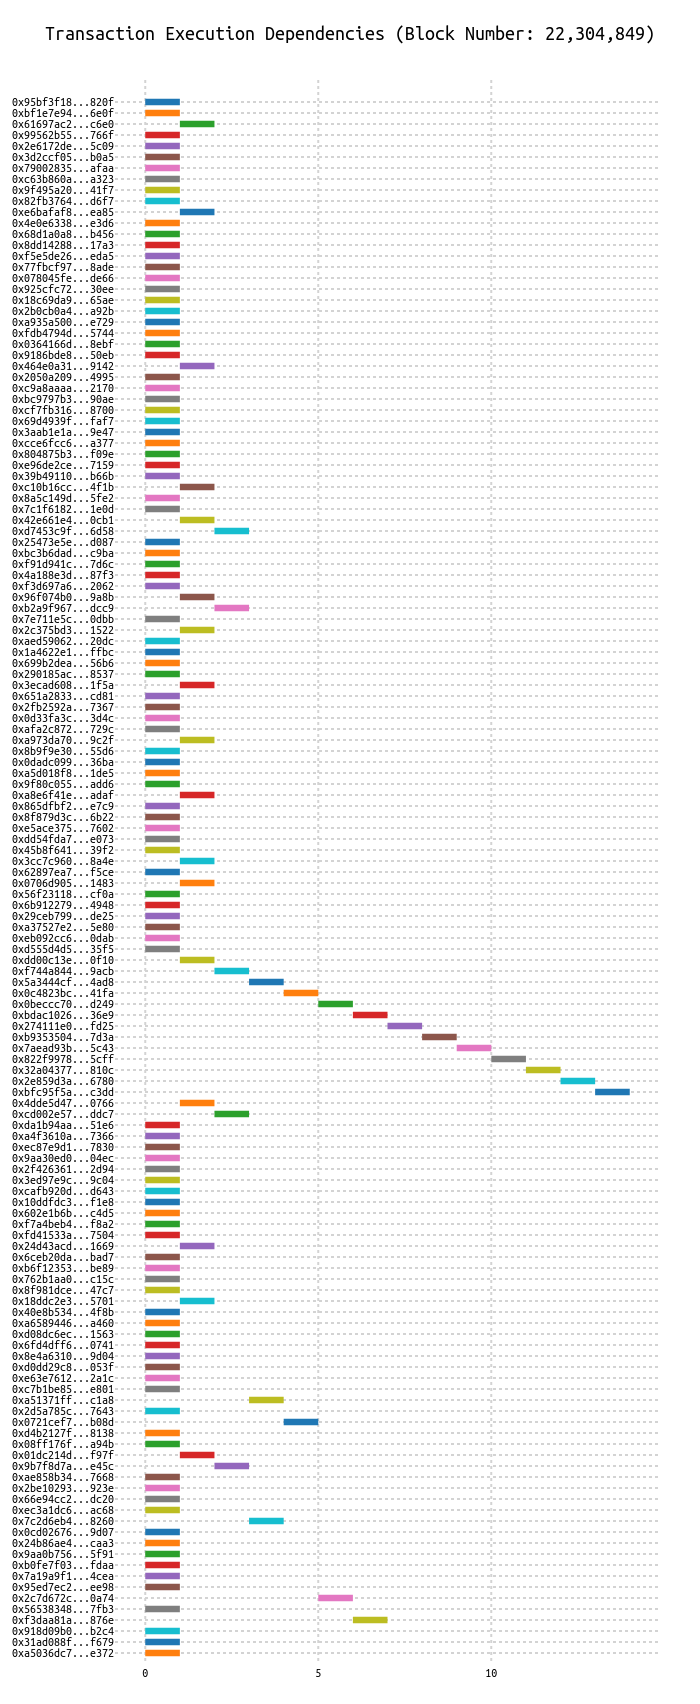 Transaction Execution Dependencies (Block Number: 22,304,849)
0x95bf3f18...820f
0xbf1e7e94...6e0f
0x61697ac2...c6e0
0x99562b55...766f
0x2e6172de...5c09
0x3d2ccf05...b0a5
0x79002835...afaa
0xc63b860a...a323
0x9f495a20...41f7
0x82fb3764...d6f7
0xe6bafaf8...ea85
0x4e0e6338...e3d6
0x68d1a0a8...b456
0x8dd14288...17a3
0xf5e5de26...eda5
0x77fbcf97...8ade
0x078045fe...de66
0x925cfc72...30ee
0x18c69da9...65ae
0x2b0cb0a4...a92b
0xa935a500...e729
0xfdb4794d...5744
0x0364166d...8ebf
0x9186bde8...50eb
0x464e0a31...9142
0x2050a209...4995
0xc9a8aaaa...2170
0xbc9797b3...90ae
0xcf7fb316...8700
0x69d4939f...faf7
0x3aab1e1a...9e47
0xcce6fcc6...a377
0x804875b3...f09e
0xe96de2ce...7159
0x39b49110...b66b
0xc10b16cc...4f1b
0x8a5c149d...5fe2
0x7c1f6182...1e0d
0x42e661e4...0cb1
0xd7453c9f...6d58
0x25473e5e...d087
0xbc3b6dad...c9ba
0xf91d941c...7d6c
0x4a188e3d...87f3
0xf3d697a6...2062
0x96f074b0...9a8b
0xb2a9f967...dcc9
0x7e711e5c...0dbb
0x2c375bd3...1522
0xaed59062...20dc
0x1a4622e1...ffbc
0x699b2dea...56b6
0x290185ac...8537
0x3ecad608...1f5a
0x651a2833...cd81
0x2fb2592a...7367
0x0d33fa3c...3d4c
0xafa2c872...729c
0xa973da70...9c2f
0x8b9f9e30...55d6
0x0dadc099...36ba
0xa5d018f8...1de5
0x9f80c055...add6
0xa8e6f41e...adaf
0x865dfbf2...e7c9
0x8f879d3c...6b22
0xe5ace375...7602
0xdd54fda7...e073
0x45b8f641...39f2
0x3cc7c960...8a4e
0x62897ea7...f5ce
0x0706d905...1483
0x56f23118...cf0a
0x6b912279...4948
0x29ceb799...de25
0xa37527e2...5e80
0xeb092cc6...0dab
0xd555d4d5...35f5
0xdd00c13e...0f10
0xf744a844...9acb
0x5a3444cf...4ad8
0x0c4823bc...41fa
0x0beccc70...d249
0xbdac1026...36e9
0x274111e0...fd25
0xb9353504...7d3a
0x7aead93b...5c43
0x822f9978...5cff
0x32a04377...810c
0x2e859d3a...6780
0xbfc95f5a...c3dd
0x4dde5d47...0766
0xcd002e57...ddc7
0xda1b94aa...51e6
0xa4f3610a...7366
0xec87e9d1...7830
0x9aa30ed0...04ec
0x2f426361...2d94
0x3ed97e9c...9c04
0xcafb920d...d643
0x10ddfdc3...f1e8
0x602e1b6b...c4d5
0xf7a4beb4...f8a2
0xfd41533a...7504
0x24d43acd...1669
0x6ceb20da...bad7
0xb6f12353...be89
0x762b1aa0...c15c
0x8f981dce...47c7
0x18ddc2e3...5701
0x40e8b534...4f8b
0xa6589446...a460
0xd08dc6ec...1563
0x6fd4dff6...0741
0x8e4a6310...9d04
0xd0dd29c8...053f
0xe63e7612...2a1c
0xc7b1be85...e801
0xa51371ff...c1a8
0x2d5a785c...7643
0x0721cef7...b08d
0xd4b2127f...8138
0x08ff176f...a94b
0x01dc214d...f97f
0x9b7f8d7a...e45c
0xae858b34...7668
0x2be10293...923e
0x66e94cc2...dc20
0xec3a1dc6...ac68
0x7c2d6eb4...8260
0x0cd02676...9d07
0x24b86ae4...caa3
0x9aa0b756...5f91
0xb0fe7f03...fdaa
0x7a19a9f1...4cea
0x95ed7ec2...ee98
0x2c7d672c...0a74
0x56538348...7fb3
0xf3daa81a...876e
0x918d09b0...b2c4
0x31ad088f...f679
0xa5036dc7...e372
0 5 10